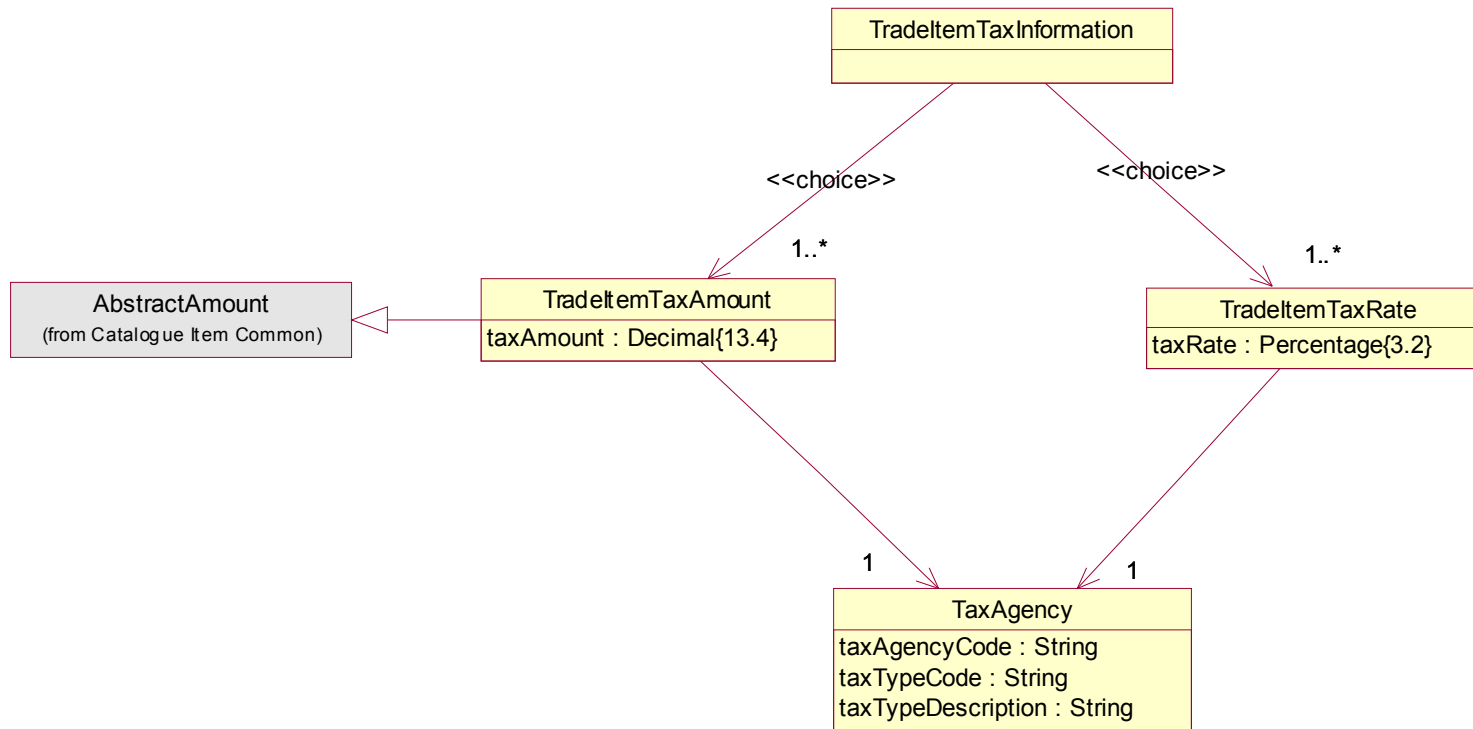 TradeItemTaxInformation
<<choice>>
<<choice>>
1..*
1..*
AbstractAmount
(from Catalogue Item Common)
TradeItemTaxAmount
taxAmount : Decimal{13.4}
TradeItemTaxRate
taxRate : Percentage{3.2}
1
1
TaxAgency
taxAgencyCode : String
taxTypeCode : String
taxTypeDescription : String